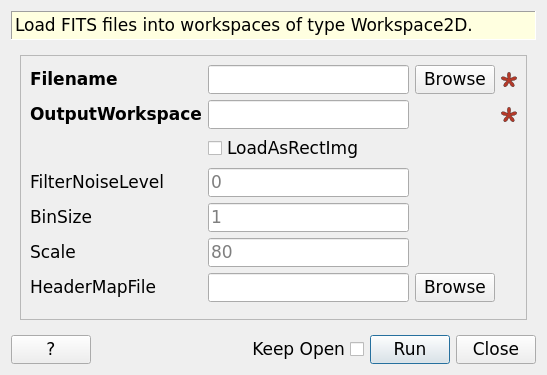 Load FITS files into workspaces of type Workspace2D.
Filename Browse *
OutputWorkspace *
LoadAsRectImg
FilterNoiseLevel 0
BinSize 1
Scale 80
HeaderMapFile Browse
? Keep Open Run Close